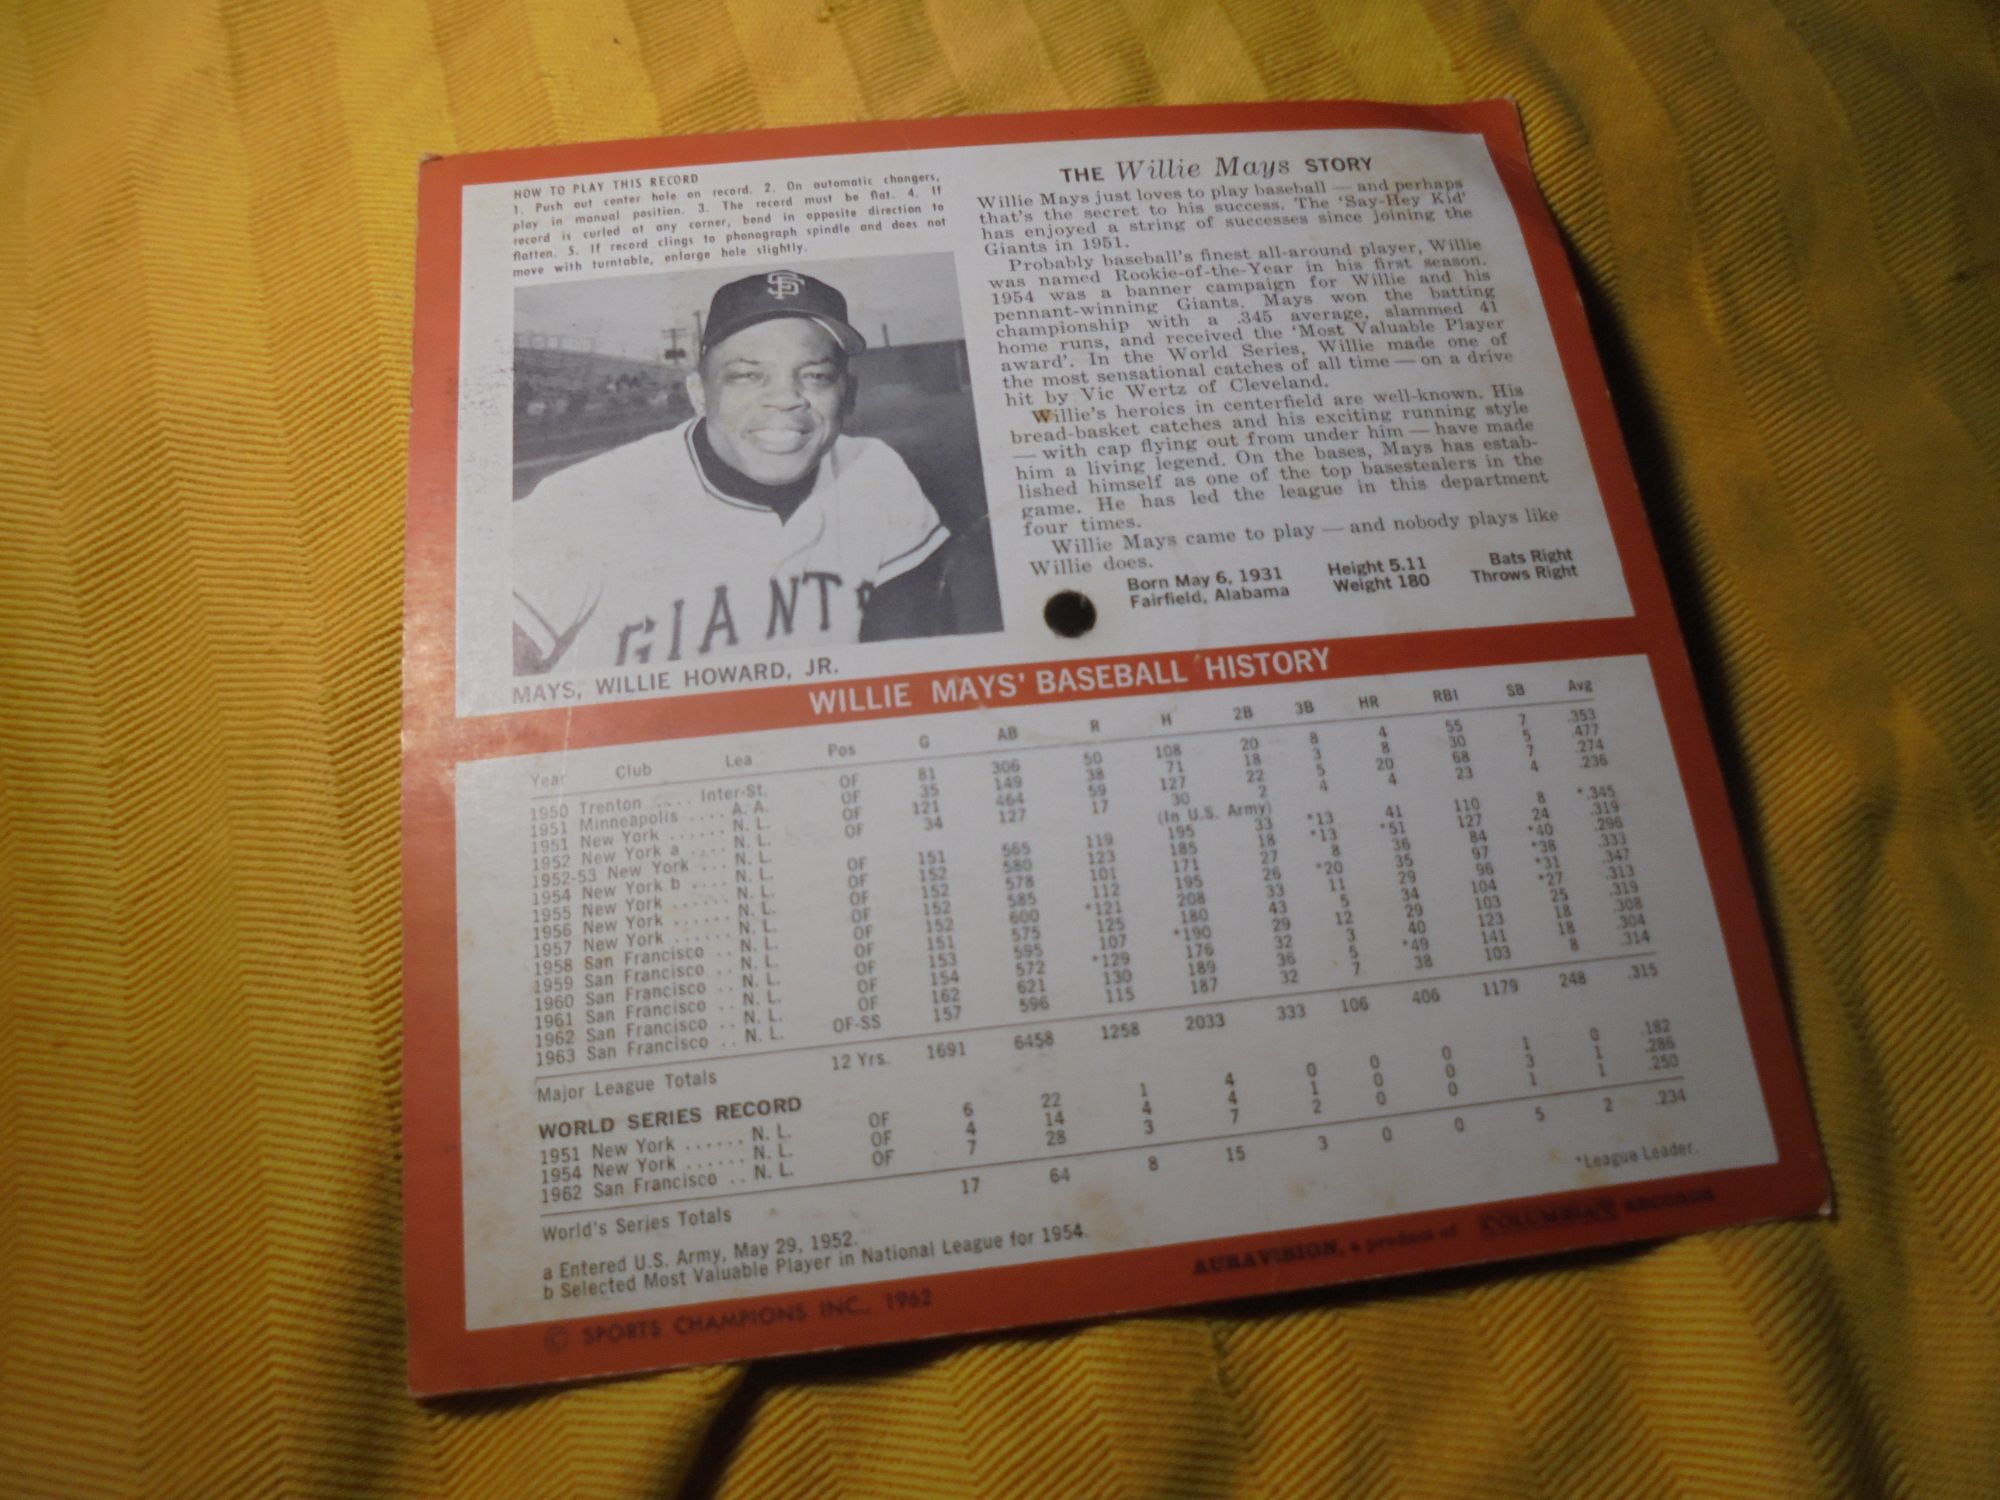 HOW TO PLAY THIS RECORD
1. Push out center hole on record. 2. On automatic changers,
play in manual position. 3. The record must be flat. 4. If
record is curled at any corner, bend in opposite direction to
flatten. 5. If record clings to phonograph spindle and does not
move with turntable, enlarge hole slightly.
SF
GIANTS
MAYS, WILLIE HOWARD, JR.
THE Willie Mays STORY
Willie Mays just loves to play baseball — and perhaps
that's the secret to his success. The 'Say-Hey Kid'
has enjoyed a string of successes since joining the
Giants in 1951.
Probably baseball's finest all-around player, Willie
was named Rookie-of-the-Year in his first season.
1954 was a banner campaign for Willie and his
pennant-winning Giants. Mays won the batting
championship with a .345 average, slammed 41
home runs, and received the 'Most Valuable Player
award'. In the World Series, Willie made one of
the most sensational catches of all time — on a drive
hit by Vic Wertz of Cleveland.
Willie's heroics in centerfield are well-known. His
bread-basket catches and his exciting running style
— with cap flying out from under him — have made
him a living legend. On the bases, Mays has estab-
lished himself as one of the top basestealers in the
game. He has led the league in this department
four times.
Willie Mays came to play — and nobody plays like
Willie does.
Born May 6, 1931 Height 5.11 Bats Right
Fairfield, Alabama Weight 180 Throws Right
WILLIE MAYS' BASEBALL HISTORY
Year Club Lea Pos G AB R H 2B 3B HR RBI SB Avg
1950 Trenton .... Inter-St. OF 81 306 50 108 20 8 4 55 7 .353
1951 Minneapolis .... A. A. OF 35 149 38 71 18 3 8 30 5 .477
1951 New York ...... N. L. OF 121 464 59 127 22 5 20 68 7 .274
1952 New York a .... N. L. OF 34 127 17 30 2 4 4 23 4 .236
1952-53 New York ... N. L. (In U.S. Army)
1954 New York b .... N. L. OF 151 565 119 195 33 *13 41 110 8 *.345
1955 New York ...... N. L. OF 152 580 123 185 18 *13 *51 127 24 .319
1956 New York ...... N. L. OF 152 578 101 171 27 8 36 84 *40 .296
1957 New York ...... N. L. OF 152 585 112 195 26 *20 35 97 *38 .333
1958 San Francisco .. N. L. OF 152 600 *121 208 33 11 29 96 *31 .347
1959 San Francisco .. N. L. OF 151 575 125 180 43 5 34 104 *27 .313
1960 San Francisco .. N. L. OF 153 595 107 *190 29 12 29 103 25 .319
1961 San Francisco .. N. L. OF 154 572 *129 176 32 3 40 123 18 .308
1962 San Francisco .. N. L. OF 162 621 130 189 36 5 *49 141 18 .304
1963 San Francisco .. N. L. OF-SS 157 596 115 187 32 7 38 103 8 .314
Major League Totals 12 Yrs. 1691 6458 1258 2033 333 106 406 1179 248 .315
WORLD SERIES RECORD
1951 New York ...... N. L. OF 6 22 1 4 0 0 0 1 0 .182
1954 New York ...... N. L. OF 4 14 4 4 1 0 0 3 1 .286
1962 San Francisco .. N. L. OF 7 28 3 7 2 0 0 1 1 .250
World's Series Totals 17 64 8 15 3 0 0 5 2 .234
a Entered U.S. Army, May 29, 1952.
b Selected Most Valuable Player in National League for 1954.
*League Leader.
© SPORTS CHAMPIONS INC., 1962
AURAVISION, a product of COLUMBIA RECORDS